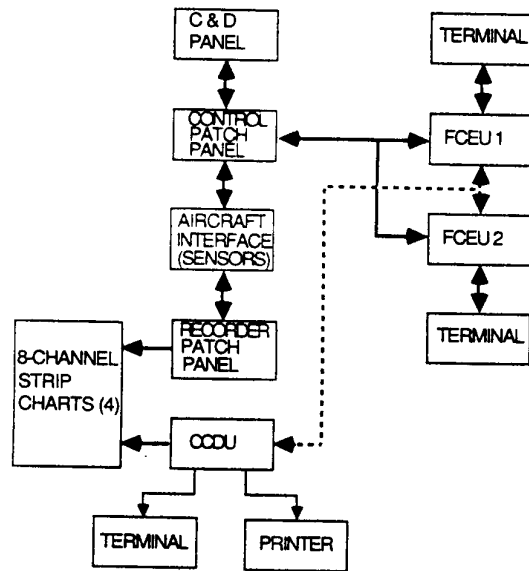 C & D
PANEL
TERMINAL
CONTROL
PATCH
PANEL
FCEU 1
AIRCRAFT
INTERFACE
(SENSORS)
FCEU 2
RECORDER
PATCH
PANEL
TERMINAL
8-CHANNEL
STRIP
CHARTS (4)
CCDU
TERMINAL
PRINTER